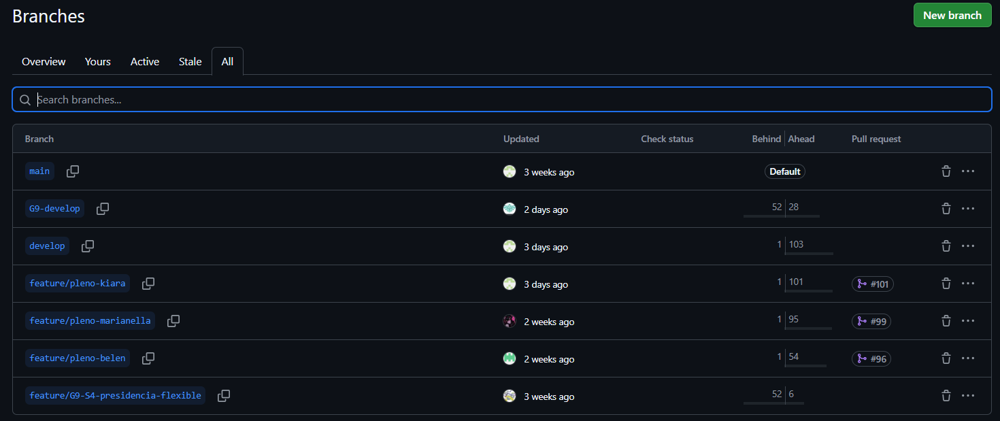 Branches New branch
Overview Yours Active Stale All
Search branches...
Branch Updated Check status Behind Ahead Pull request
main 3 weeks ago Default
G9-develop 2 days ago 52 28
develop 3 days ago 1 103
feature/pleno-kiara 3 days ago 1 101 #101
feature/pleno-marianella 2 weeks ago 1 95 #99
feature/pleno-belen 2 weeks ago 1 54 #96
feature/G9-S4-presidencia-flexible 3 weeks ago 52 6